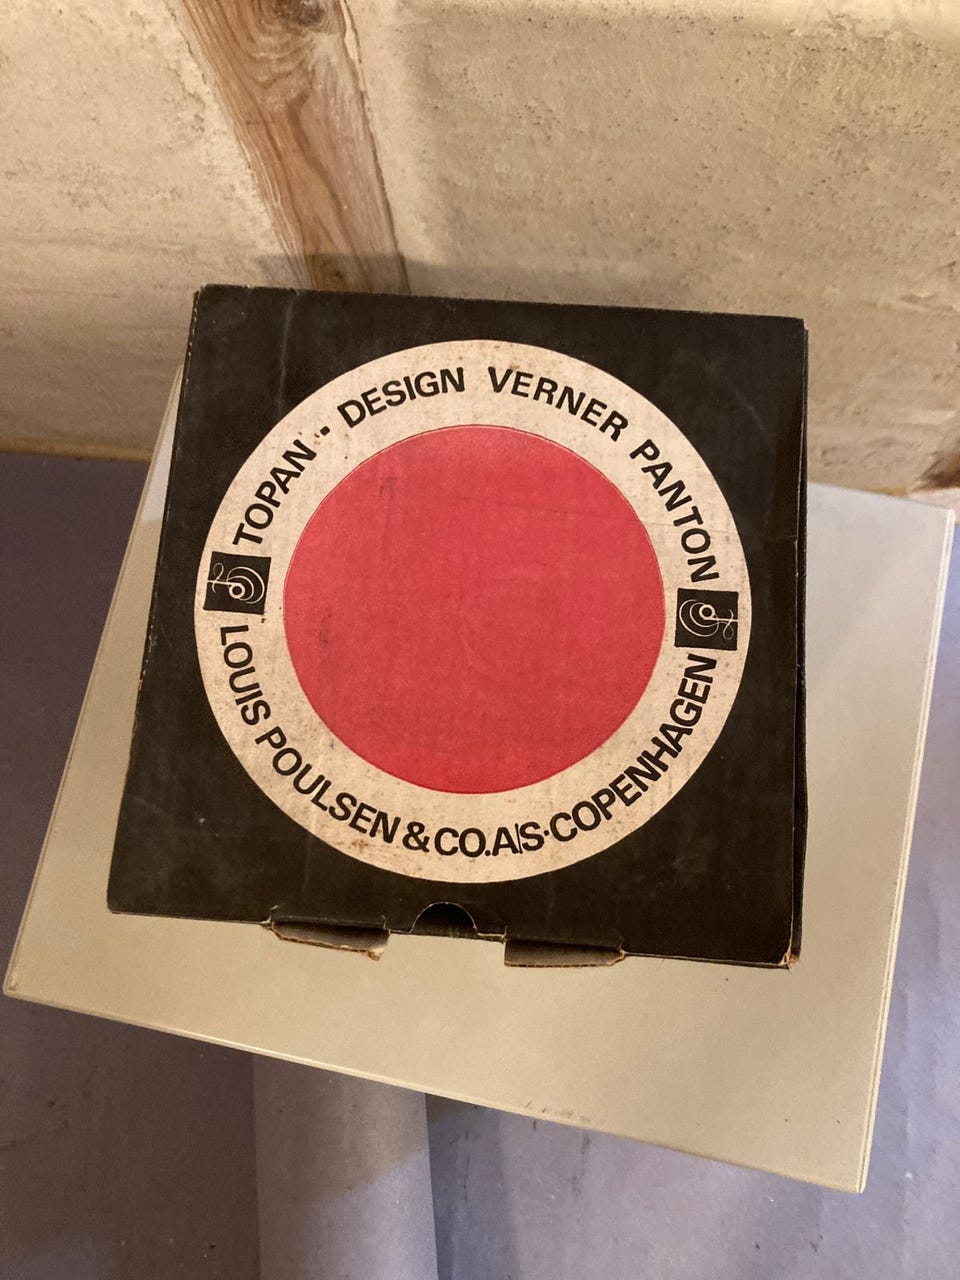 TOPAN · DESIGN VERNER PANTON
LOUIS POULSEN & CO.A/S·COPENHAGEN